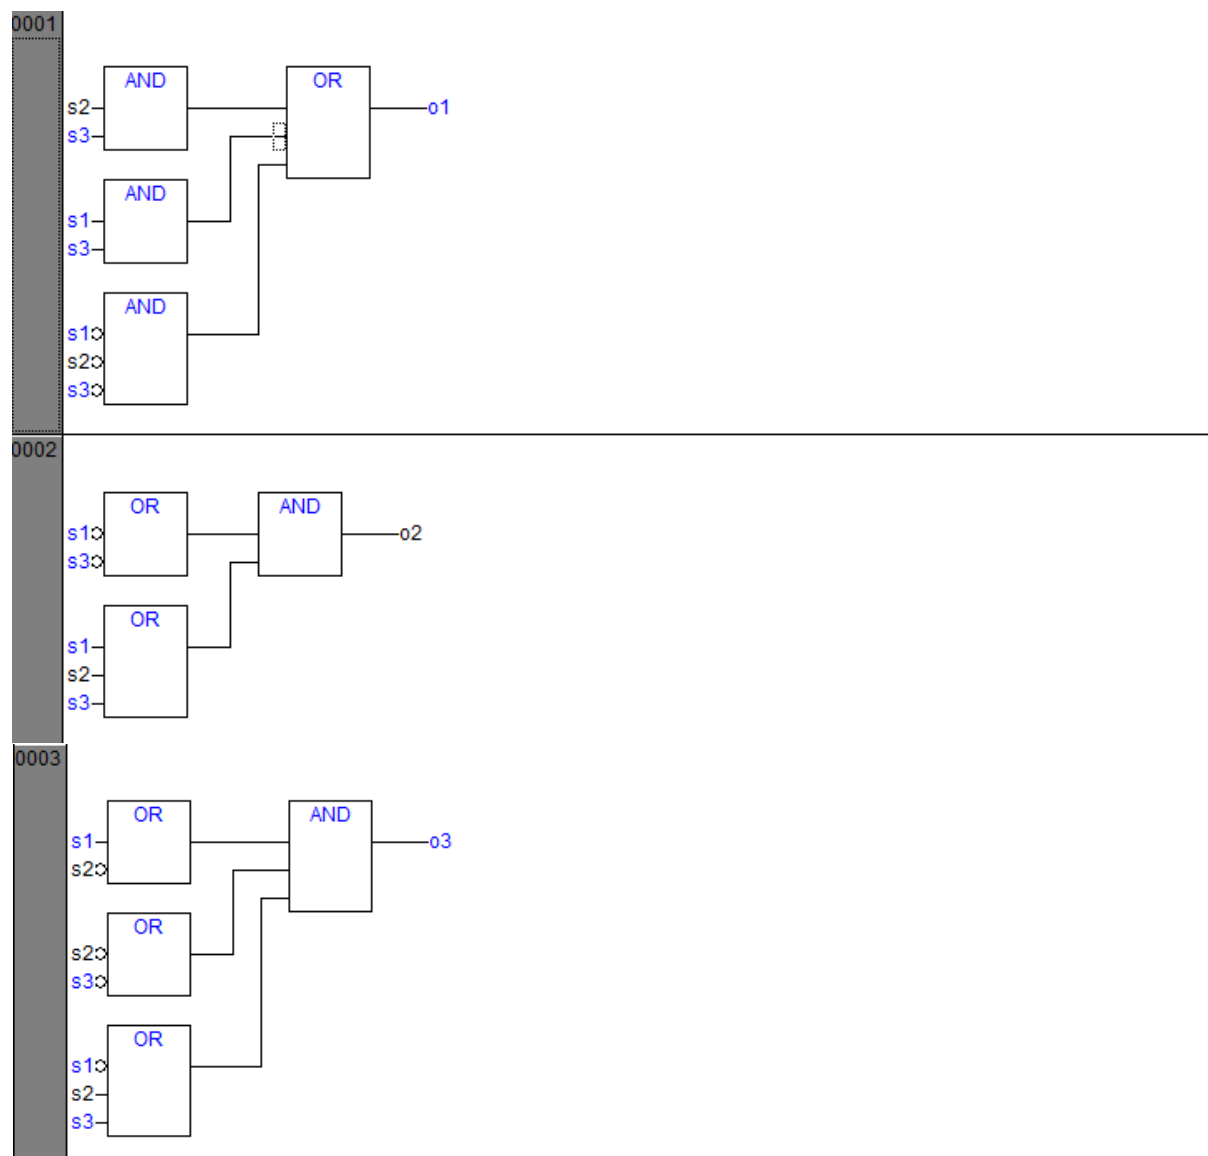 0001
AND OR
s2 o1
s3
AND
s1
s3
AND
s1
s2
s3
0002
OR AND
s1 o2
s3
OR
s1
s2
s3
0003
OR AND
s1 o3
s2
OR
s2
s3
OR
s1
s2
s3